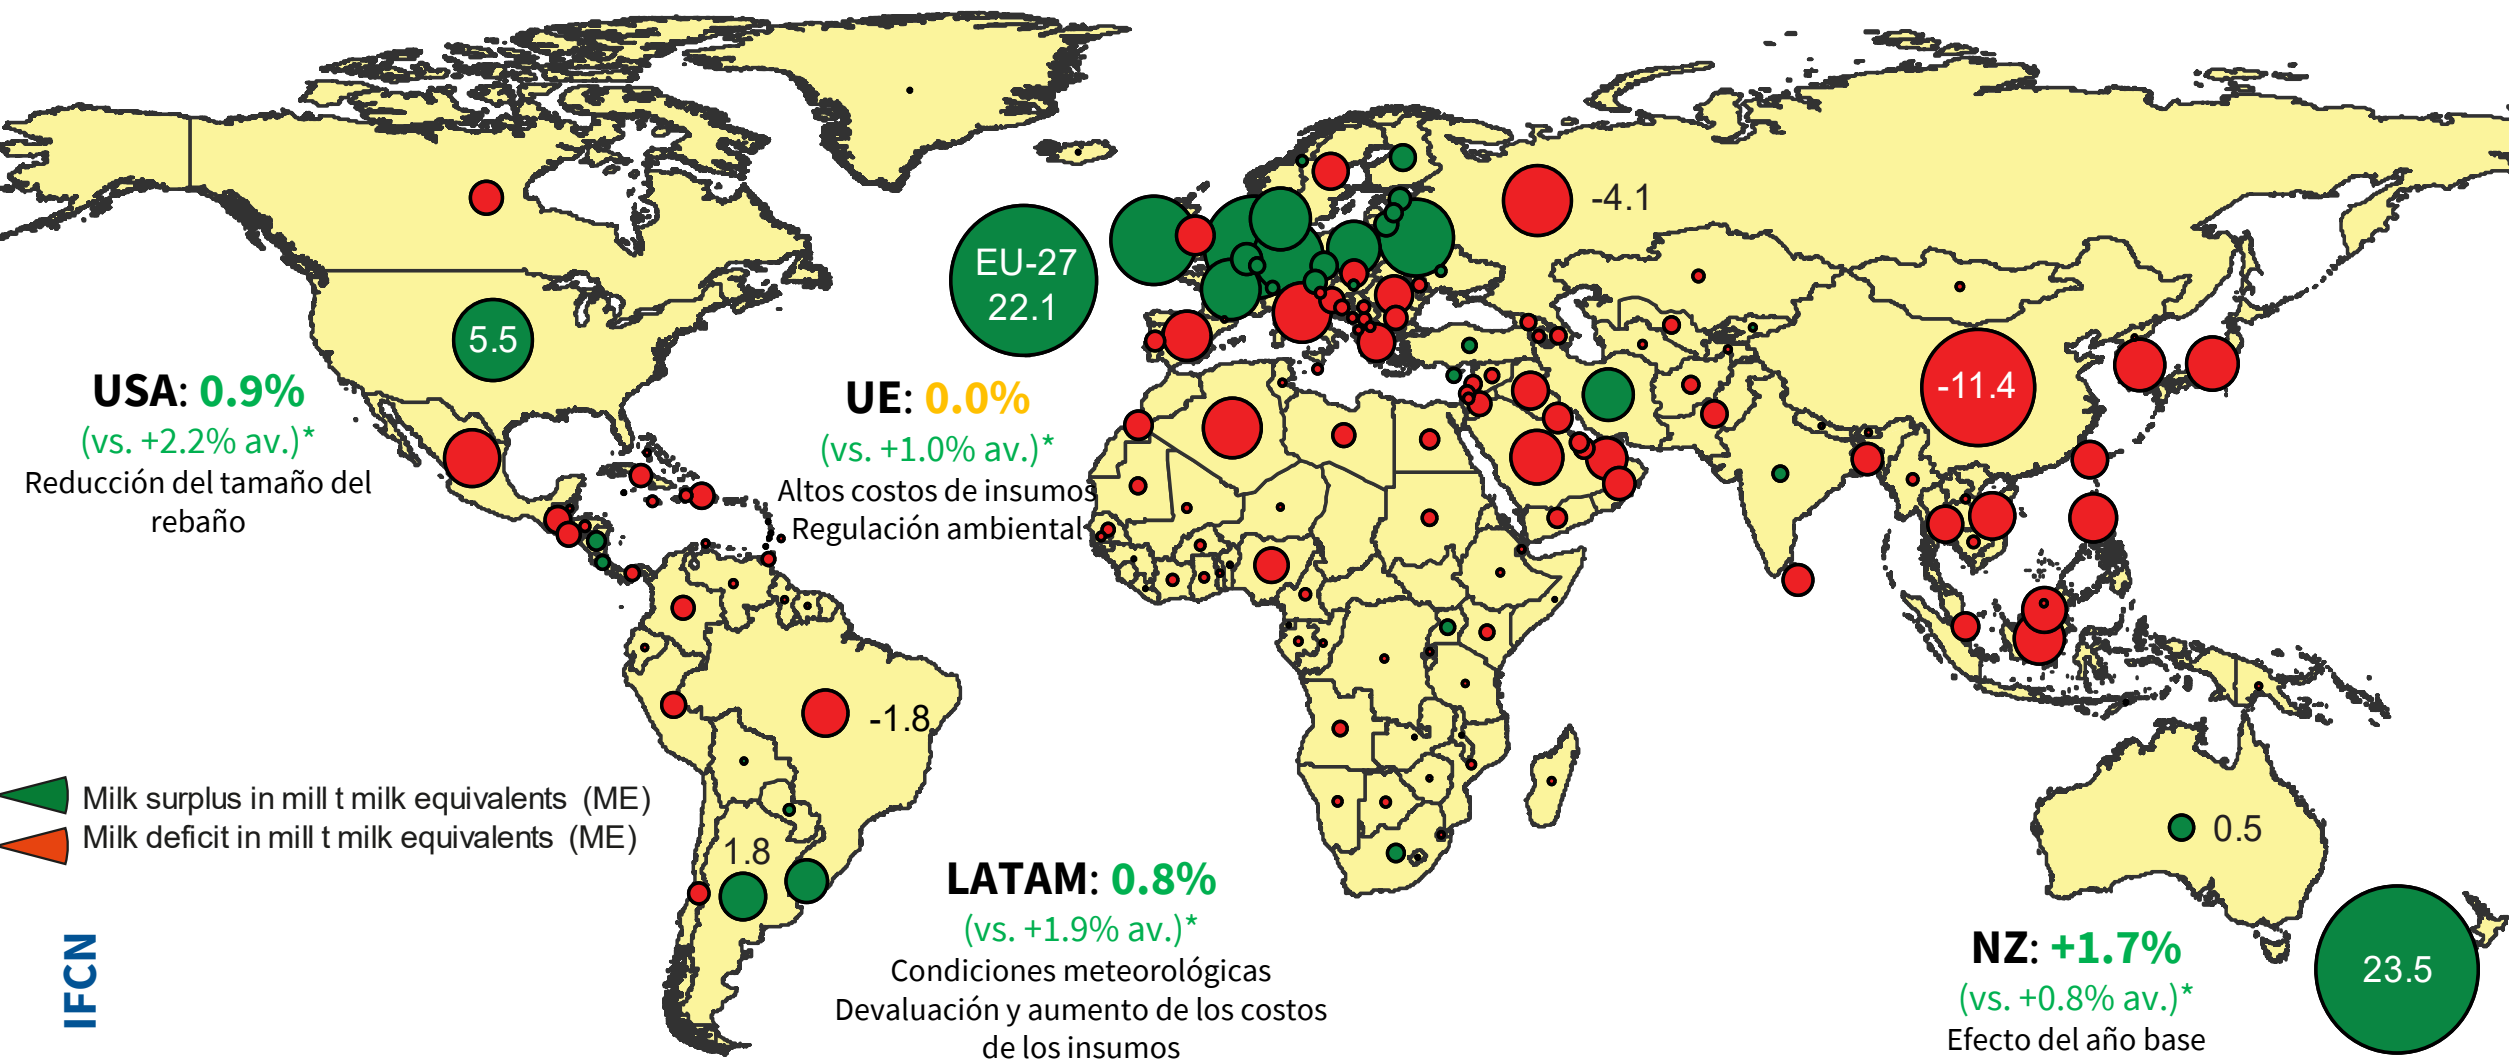 -4.1
EU-27
22.1
5.5
-11.4
USA: 0.9%
(vs. +2.2% av.)*
Reducción del tamaño del
rebaño
UE: 0.0%
(vs. +1.0% av.)*
Altos costos de insumos
Regulación ambiental
-1.8
Milk surplus in mill t milk equivalents (ME)
Milk deficit in mill t milk equivalents (ME)
1.8
0.5
LATAM: 0.8%
(vs. +1.9% av.)*
Condiciones meteorológicas
Devaluación y aumento de los costos
de los insumos
NZ: +1.7%
(vs. +0.8% av.)*
Efecto del año base
23.5
IFCN